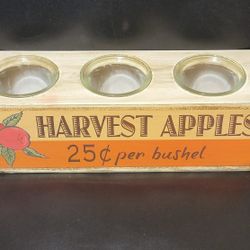 HARVEST APPLES
25¢ per bushel